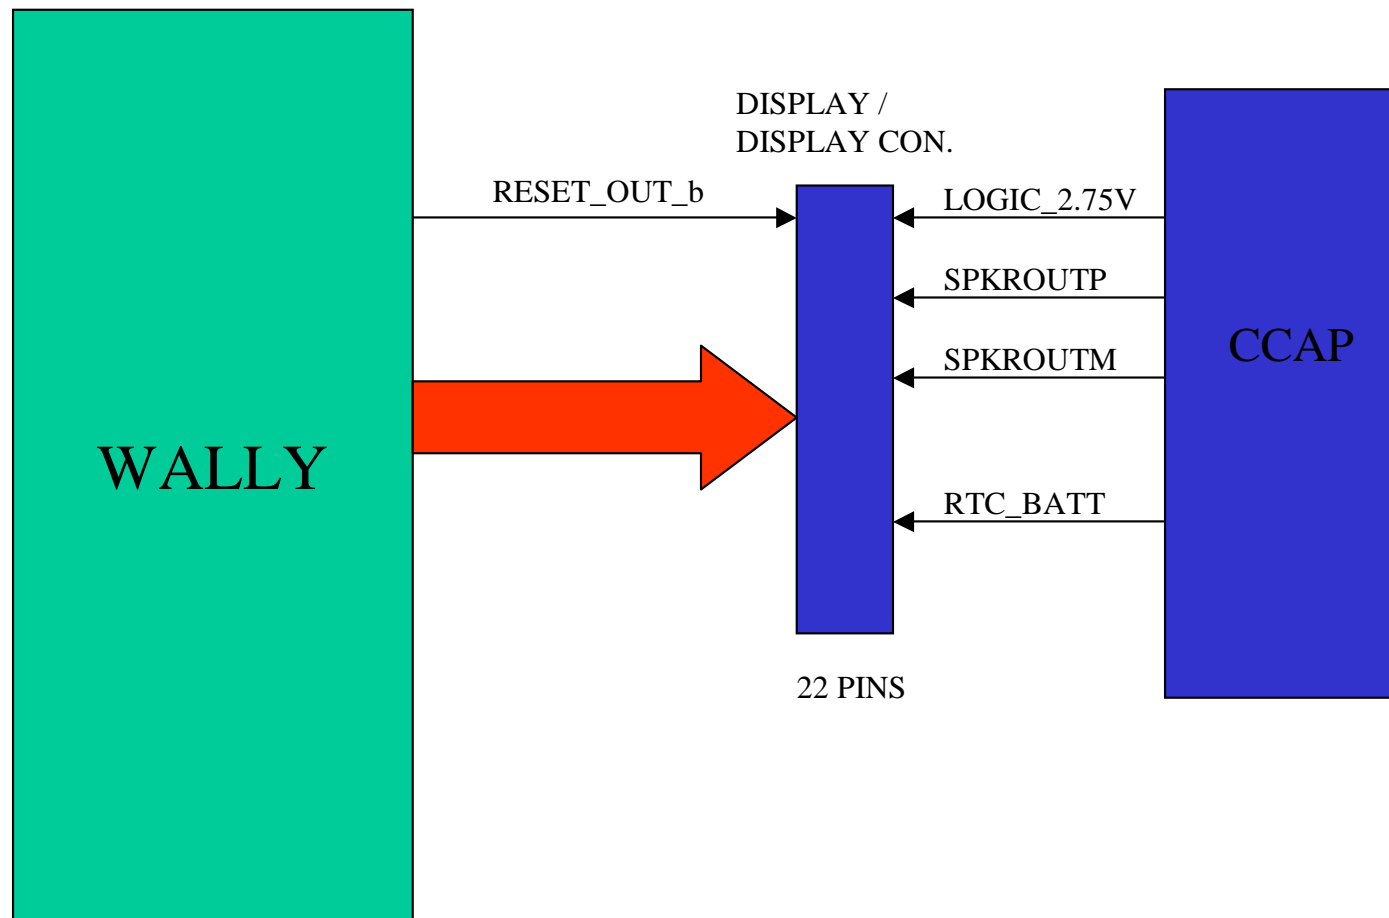 DISPLAY /
DISPLAY CON.
RESET_OUT_b
LOGIC_2.75V
SPKROUTP
SPKROUTM
CCAP
WALLY
RTC_BATT
22 PINS